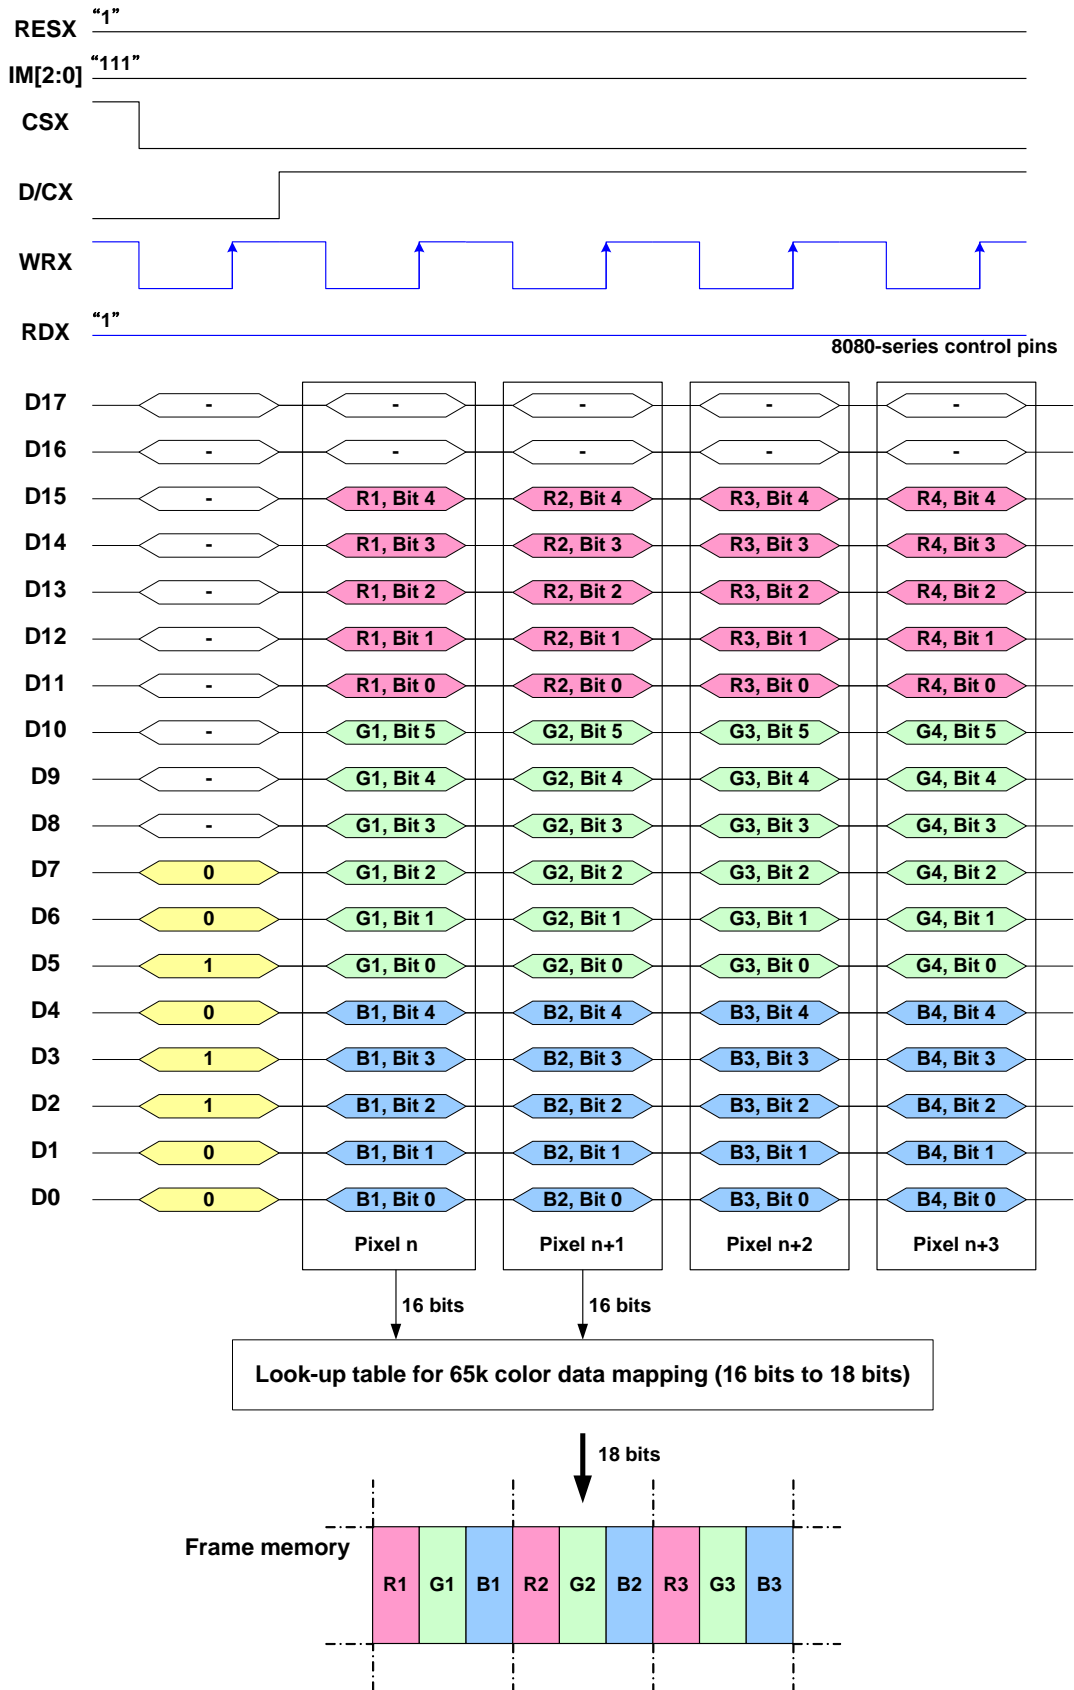 RESX "1"
IM[2:0] "111"
CSX
D/CX
WRX
RDX "1"
8080-series control pins
D17 - - - - -
D16 - - - - -
D15 - R1, Bit 4 R2, Bit 4 R3, Bit 4 R4, Bit 4
D14 - R1, Bit 3 R2, Bit 3 R3, Bit 3 R4, Bit 3
D13 - R1, Bit 2 R2, Bit 2 R3, Bit 2 R4, Bit 2
D12 - R1, Bit 1 R2, Bit 1 R3, Bit 1 R4, Bit 1
D11 - R1, Bit 0 R2, Bit 0 R3, Bit 0 R4, Bit 0
D10 - G1, Bit 5 G2, Bit 5 G3, Bit 5 G4, Bit 5
D9 - G1, Bit 4 G2, Bit 4 G3, Bit 4 G4, Bit 4
D8 - G1, Bit 3 G2, Bit 3 G3, Bit 3 G4, Bit 3
D7 0 G1, Bit 2 G2, Bit 2 G3, Bit 2 G4, Bit 2
D6 0 G1, Bit 1 G2, Bit 1 G3, Bit 1 G4, Bit 1
D5 1 G1, Bit 0 G2, Bit 0 G3, Bit 0 G4, Bit 0
D4 0 B1, Bit 4 B2, Bit 4 B3, Bit 4 B4, Bit 4
D3 1 B1, Bit 3 B2, Bit 3 B3, Bit 3 B4, Bit 3
D2 1 B1, Bit 2 B2, Bit 2 B3, Bit 2 B4, Bit 2
D1 0 B1, Bit 1 B2, Bit 1 B3, Bit 1 B4, Bit 1
D0 0 B1, Bit 0 B2, Bit 0 B3, Bit 0 B4, Bit 0
Pixel n Pixel n+1 Pixel n+2 Pixel n+3
16 bits 16 bits
Look-up table for 65k color data mapping (16 bits to 18 bits)
18 bits
Frame memory
R1 G1 B1 R2 G2 B2 R3 G3 B3